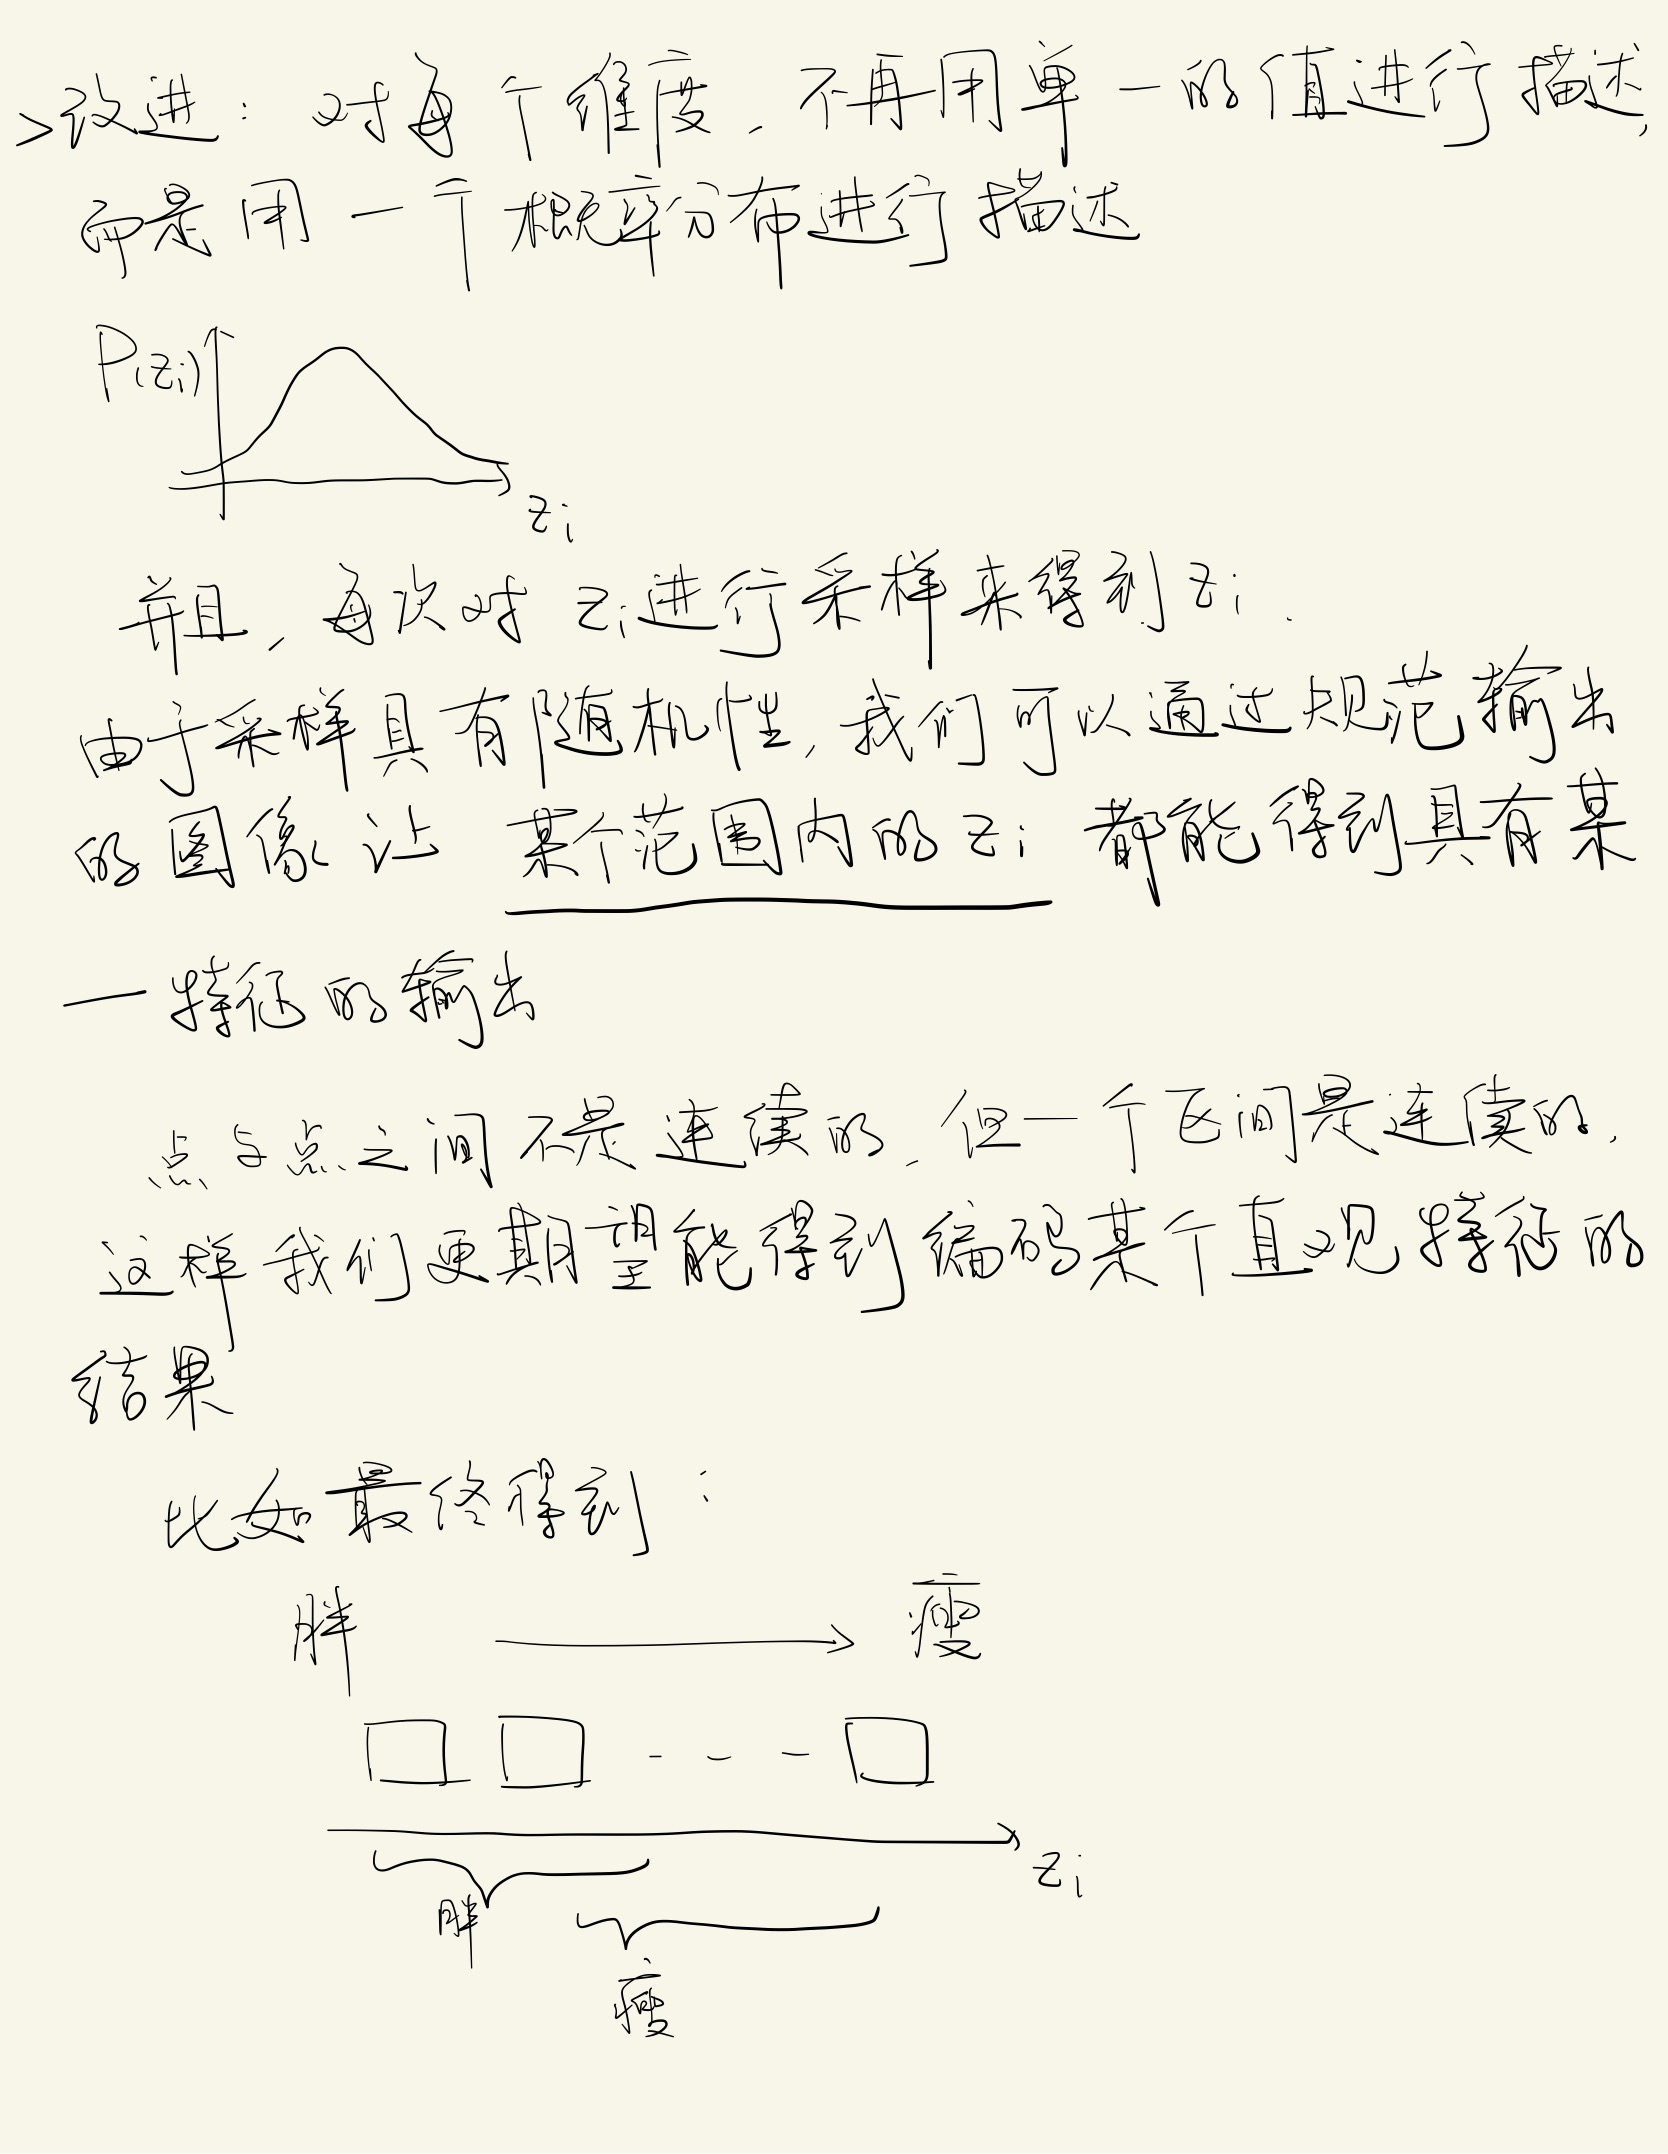 >改进：对每个维度，不再用单一的值进行描述，
而是用一个概率分布进行描述
P(zi)
zi
并且，每次对 zi进行采样来得到 zi.
由于采样具有随机性，我们可以通过规范输出
的图像让 某个范围内的 zi 都能得到具有某
一特征的输出
点与点之间不是连续的，但一个区间是连续的，
这样我们更期望能得到编码某个直观特征的
结果
比如最终得到：
胖 → 瘦
- - -
zi
胖
瘦